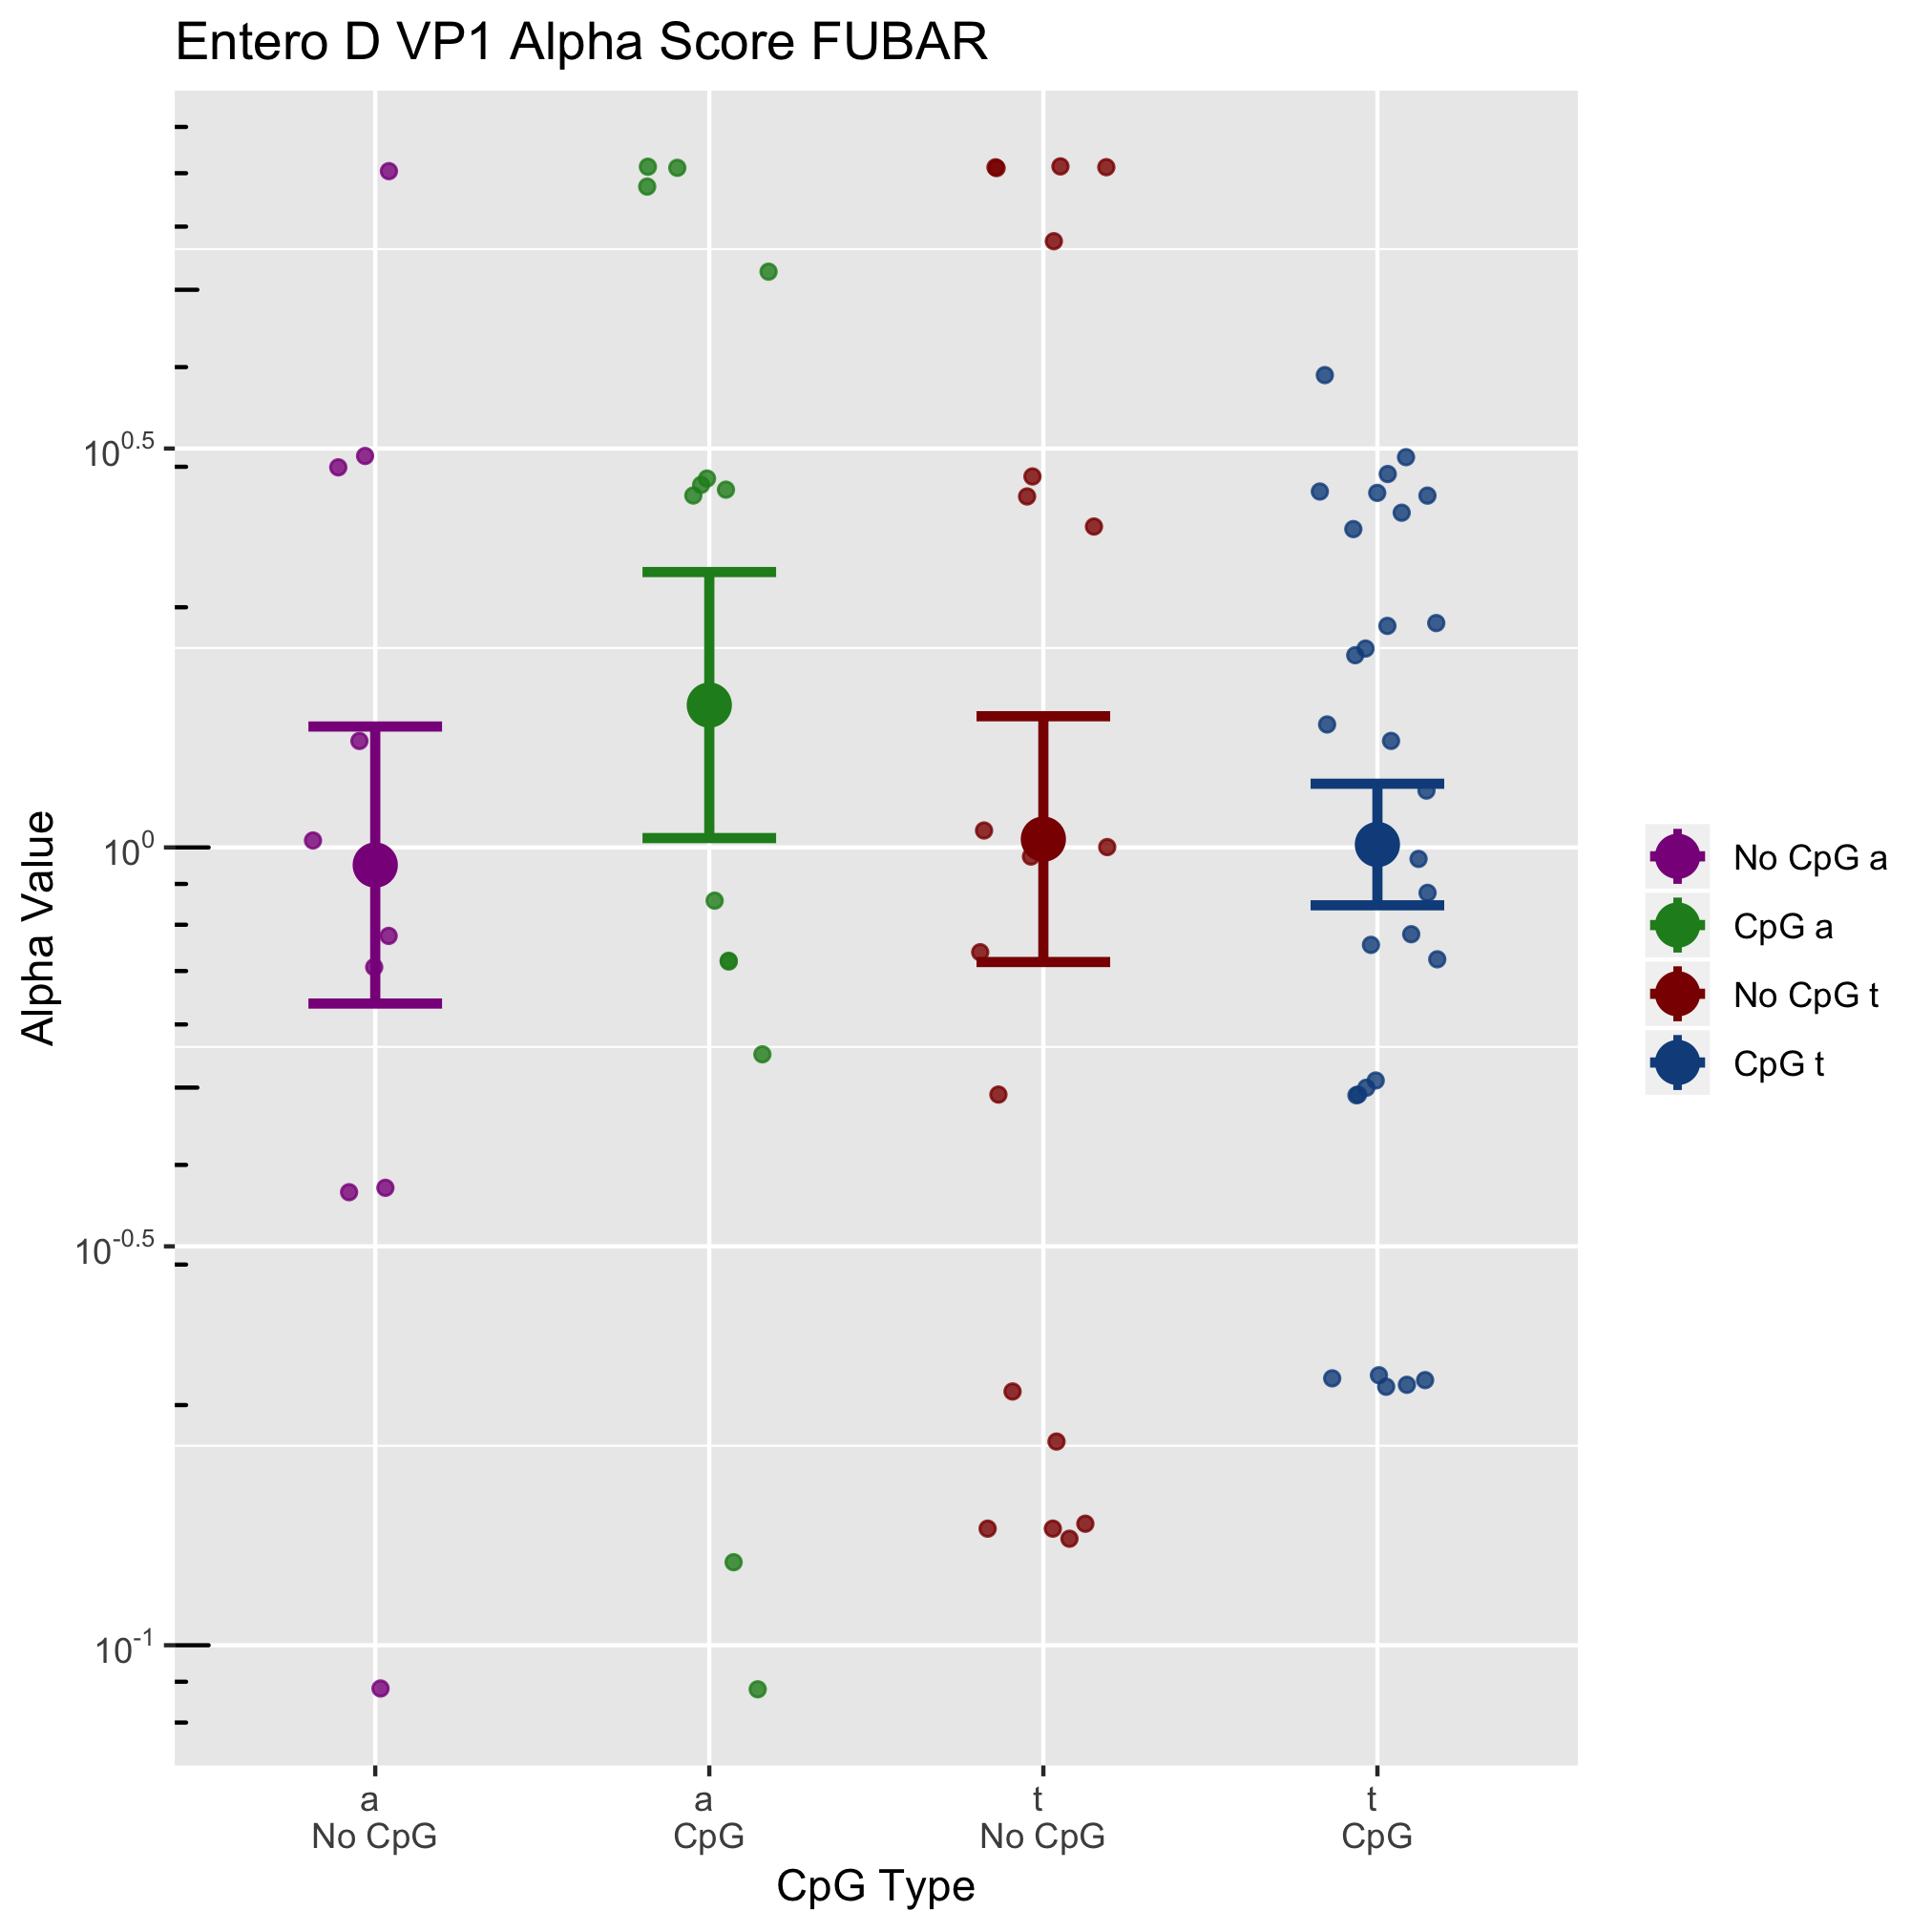 Entero D VP1 Alpha Score FUBAR
Alpha Value
10^0.5
10^0
10^-0.5
10^-1
a
No CpG
a
CpG
t
No CpG
t
CpG
CpG Type
No CpG a
CpG a
No CpG t
CpG t